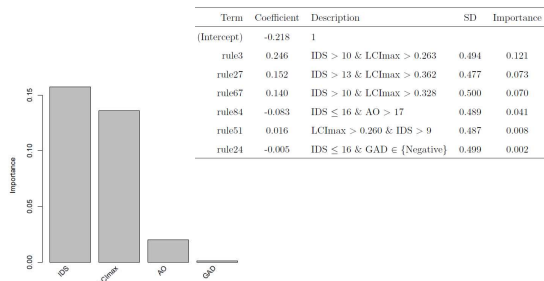 Term Coefficient Description SD Importance
(Intercept) -0.218 1
rule3 0.246 IDS > 10 & LCImax > 0.263 0.494 0.121
rule27 0.152 IDS > 13 & LCImax > 0.362 0.477 0.073
rule67 0.140 IDS > 10 & LCImax > 0.328 0.500 0.070
rule84 -0.083 IDS ≤ 16 & AO > 17 0.489 0.041
rule51 0.016 LCImax > 0.260 & IDS > 9 0.487 0.008
rule24 -0.005 IDS ≤ 16 & GAD ∈ {Negative} 0.499 0.002
Importance
0.15
0.10
0.05
0.00
IDS
CImax
AO
GAD